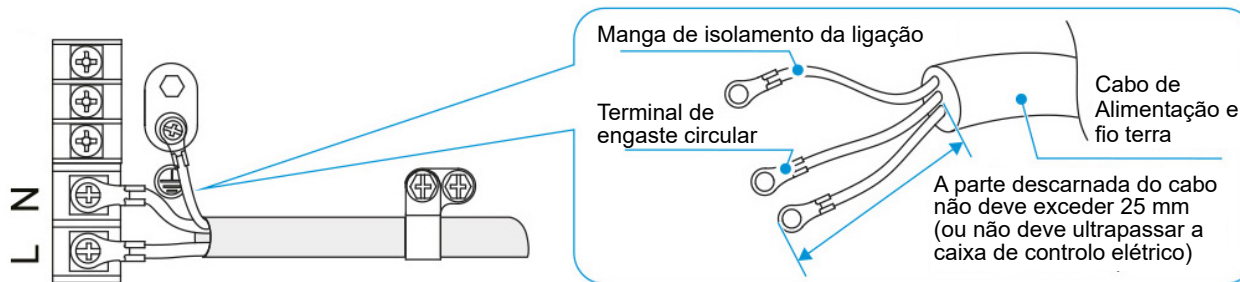 N
L
Manga de isolamento da ligação
Terminal de
engaste circular
Cabo de
Alimentação e
fio terra
A parte descarnada do cabo
não deve exceder 25 mm
(ou não deve ultrapassar a
caixa de controlo elétrico)